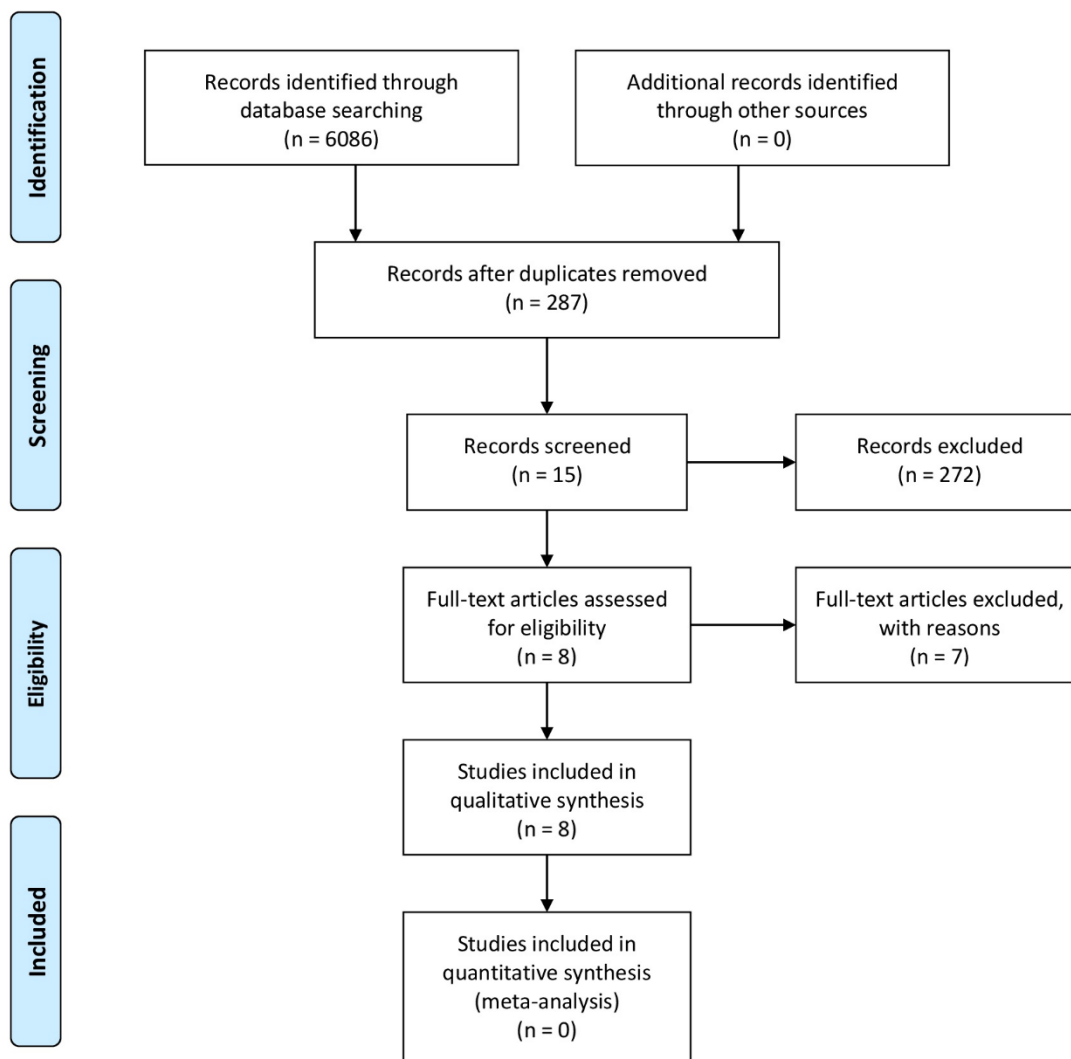 Identification
Records identified through
database searching
(n = 6086)
Additional records identified
through other sources
(n = 0)
Records after duplicates removed
(n = 287)
Screening
Records screened
(n = 15)
Records excluded
(n = 272)
Eligibility
Full-text articles assessed
for eligibility
(n = 8)
Full-text articles excluded,
with reasons
(n = 7)
Studies included in
qualitative synthesis
(n = 8)
Included
Studies included in
quantitative synthesis
(meta-analysis)
(n = 0)